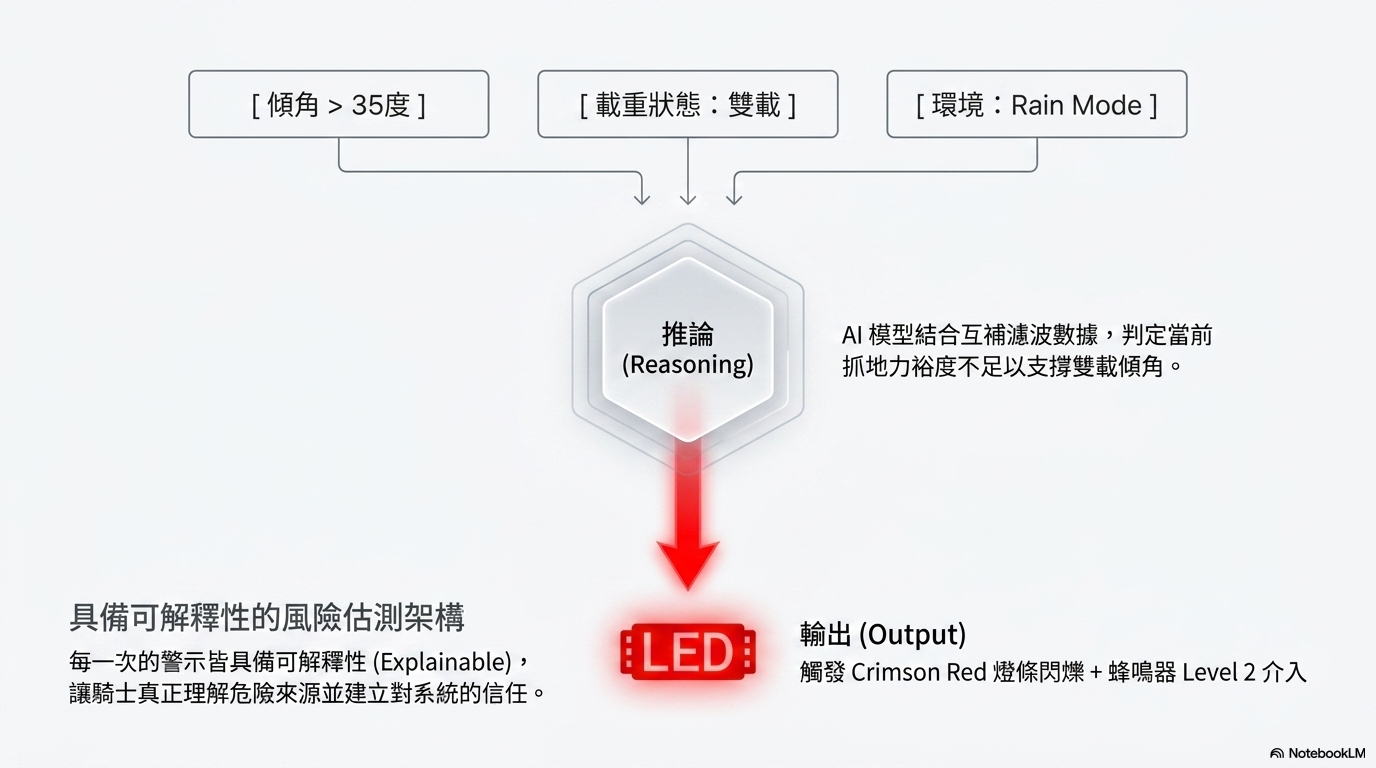 [ 傾角 > 35度 ]
[ 載重狀態：雙載 ]
[ 環境：Rain Mode ]
推論
(Reasoning)
AI 模型結合互補濾波數據，判定當前
抓地力裕度不足以支撐雙載傾角。
具備可解釋性的風險估測架構
每一次的警示皆具備可解釋性 (Explainable)，
讓騎士真正理解危險來源並建立對系統的信任。
LED
輸出 (Output)
觸發 Crimson Red 燈條閃爍 + 蜂鳴器 Level 2 介入
NotebookLM